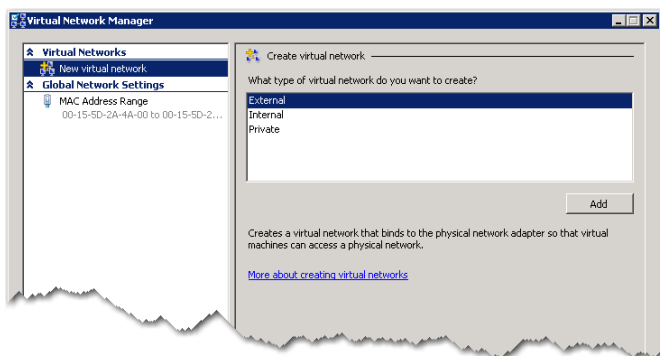 Virtual Network Manager
Virtual Networks
New virtual network
Global Network Settings
MAC Address Range
00-15-5D-2A-4A-00 to 00-15-5D-2...
Create virtual network
What type of virtual network do you want to create?
External
Internal
Private
Add
Creates a virtual network that binds to the physical network adapter so that virtual
machines can access a physical network.
More about creating virtual networks